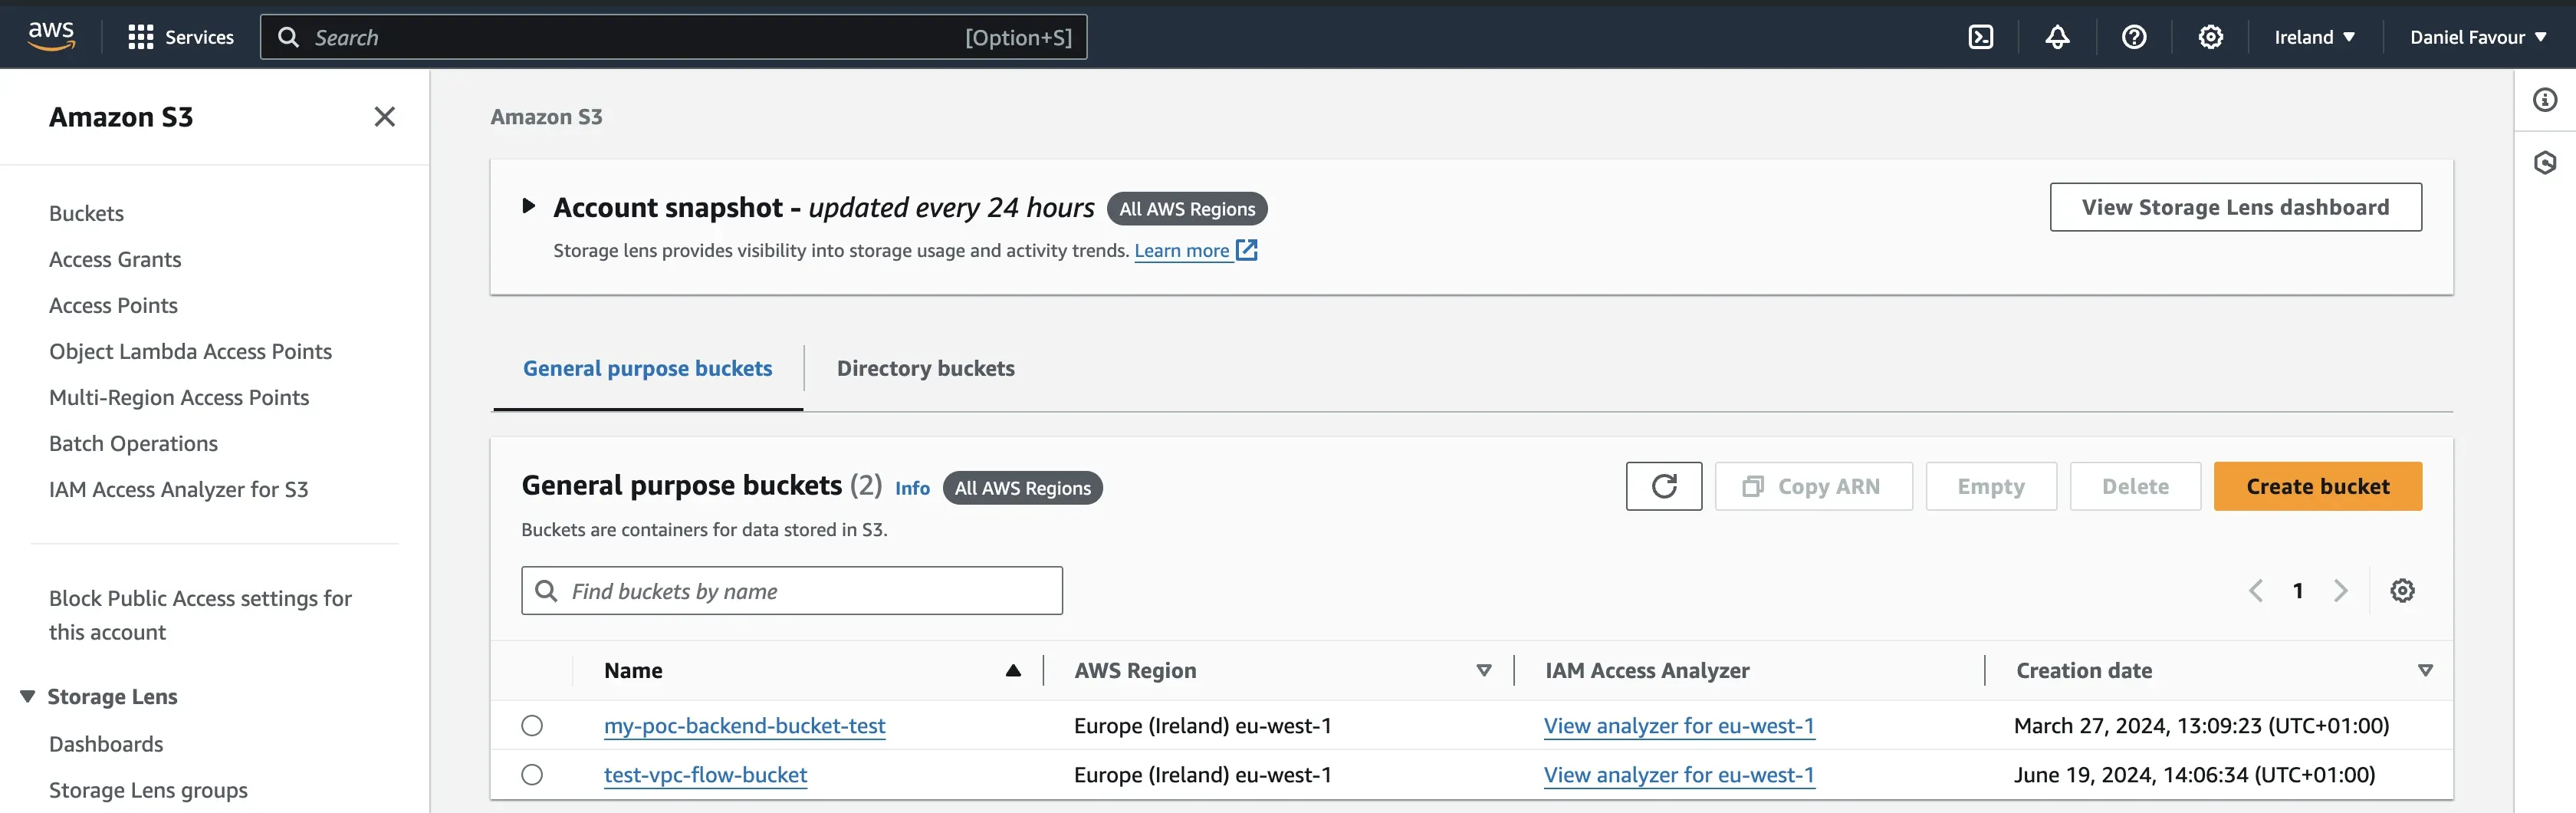 aws
Services
Search
[Option+S]
Ireland
Daniel Favour
Amazon S3
Buckets
Access Grants
Access Points
Object Lambda Access Points
Multi-Region Access Points
Batch Operations
IAM Access Analyzer for S3
Block Public Access settings for
this account
Storage Lens
Dashboards
Storage Lens groups
Amazon S3
Account snapshot - updated every 24 hours
All AWS Regions
View Storage Lens dashboard
Storage lens provides visibility into storage usage and activity trends. Learn more
General purpose buckets
Directory buckets
General purpose buckets (2) Info
All AWS Regions
Copy ARN
Empty
Delete
Create bucket
Buckets are containers for data stored in S3.
Find buckets by name
1
Name
AWS Region
IAM Access Analyzer
Creation date
my-poc-backend-bucket-test
Europe (Ireland) eu-west-1
View analyzer for eu-west-1
March 27, 2024, 13:09:23 (UTC+01:00)
test-vpc-flow-bucket
Europe (Ireland) eu-west-1
View analyzer for eu-west-1
June 19, 2024, 14:06:34 (UTC+01:00)